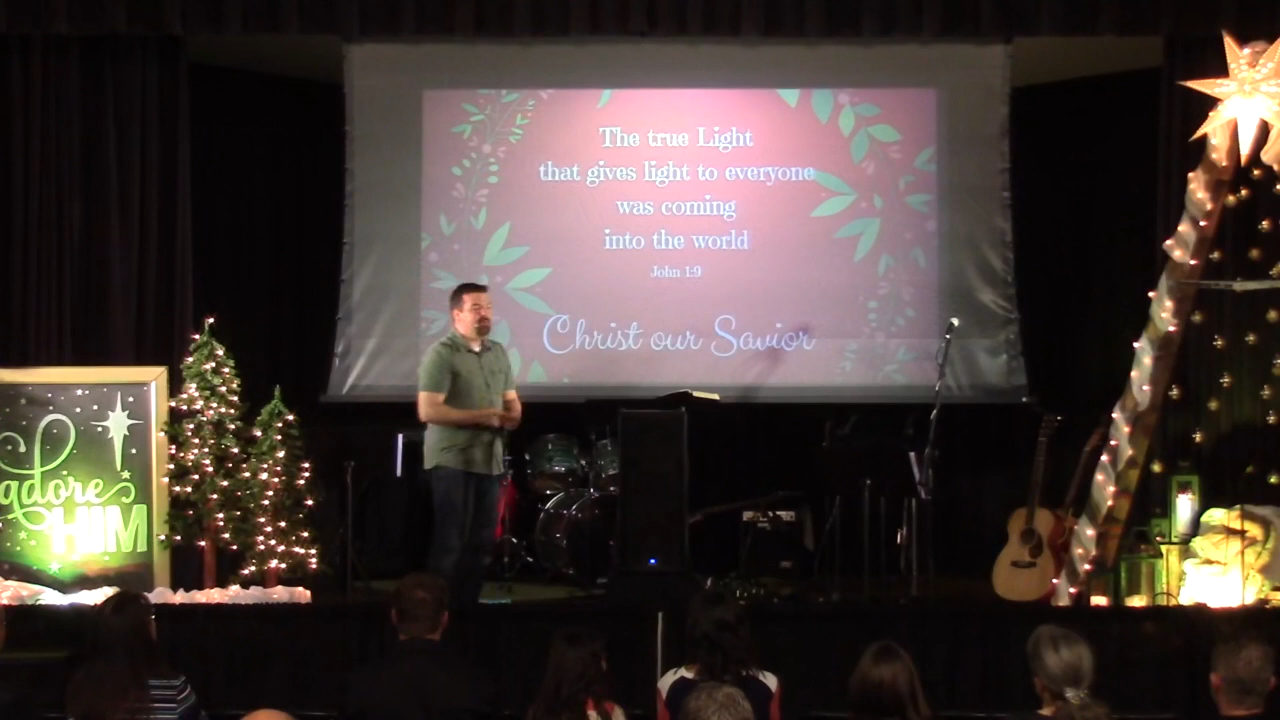 The true Light
that gives light to everyone
was coming
into the world
John 1:9
Christ our Savior
adore
HIM